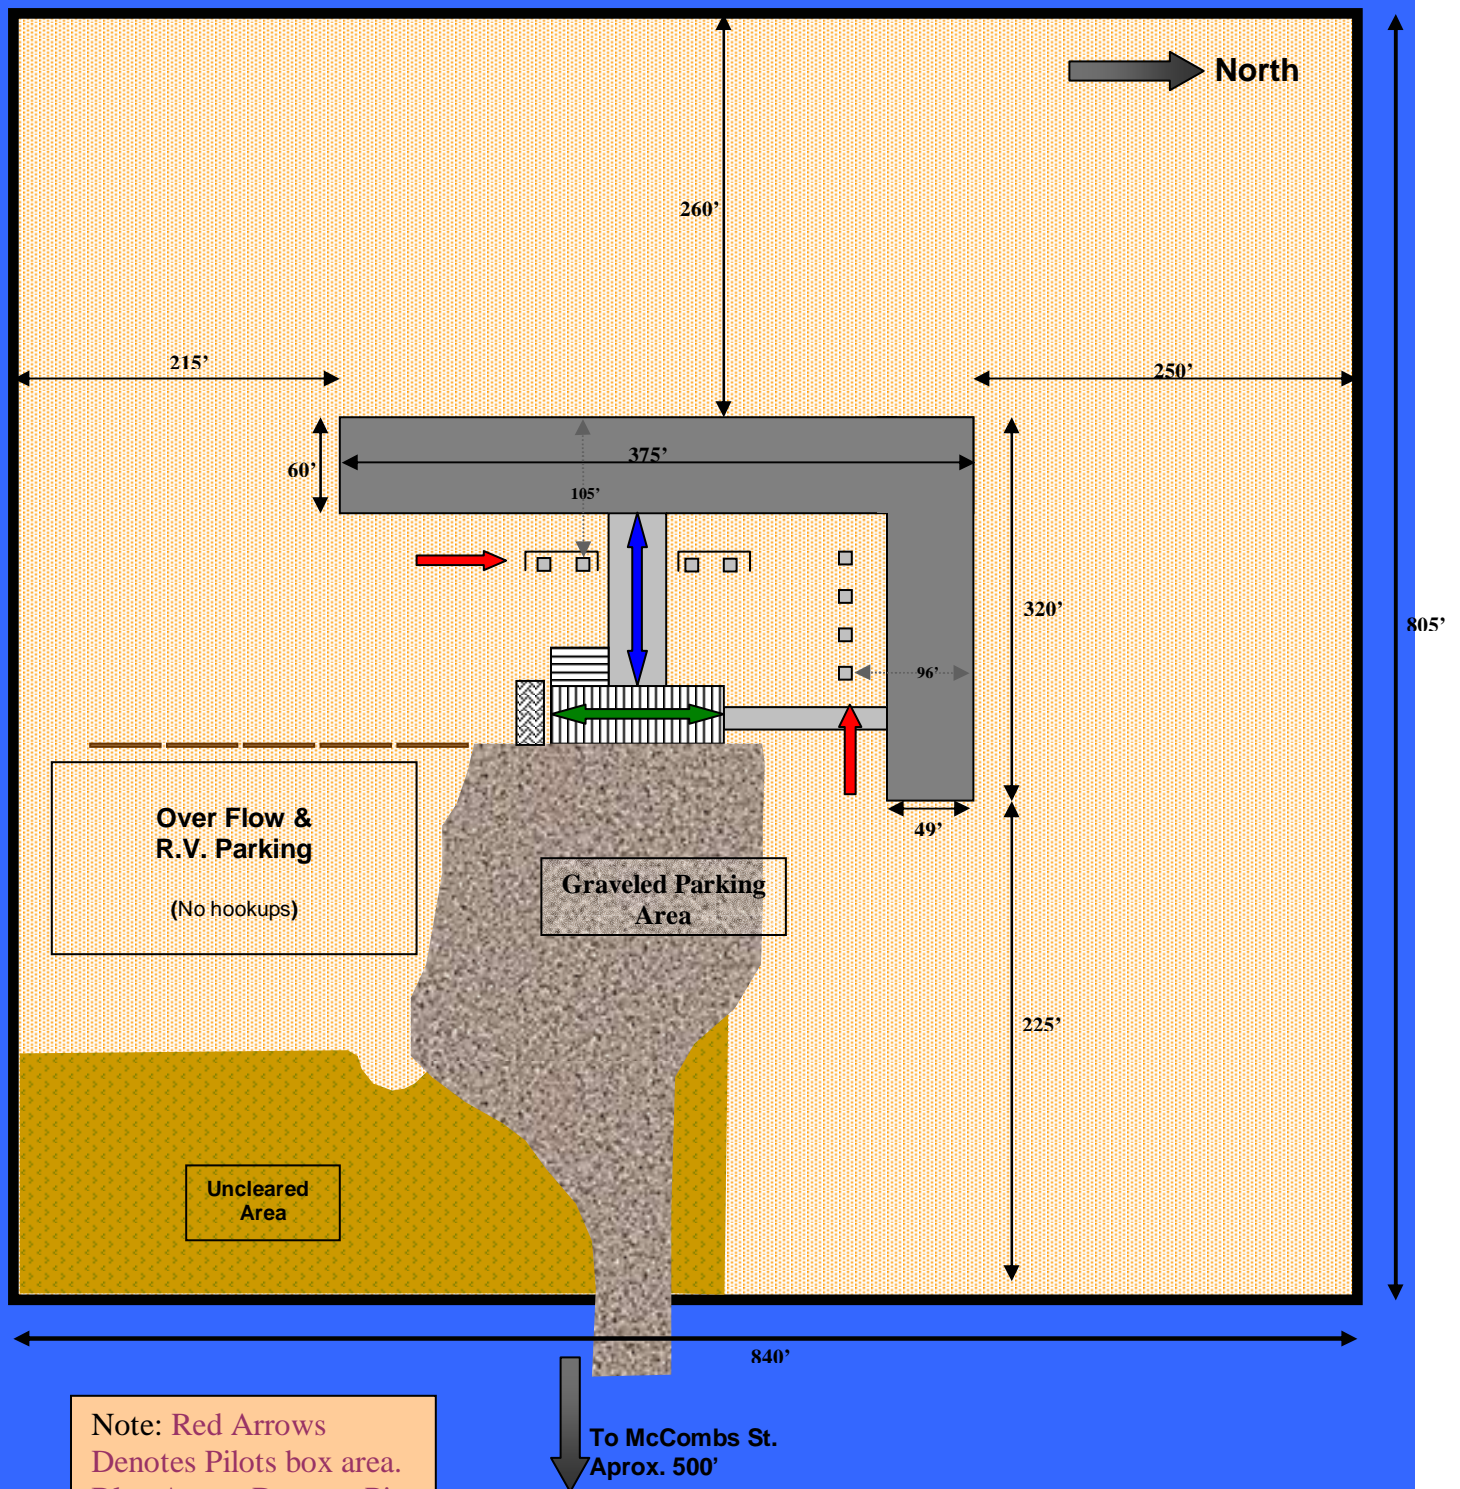 North
260’
215’
250’
375’
60’
105’
320’
805’
96’
49’
Over Flow &
R.V. Parking
(No hookups)
Graveled Parking
Area
225’
Uncleared
Area
840’
To McCombs St.
Aprox. 500’
Note: Red Arrows
Denotes Pilots box area.